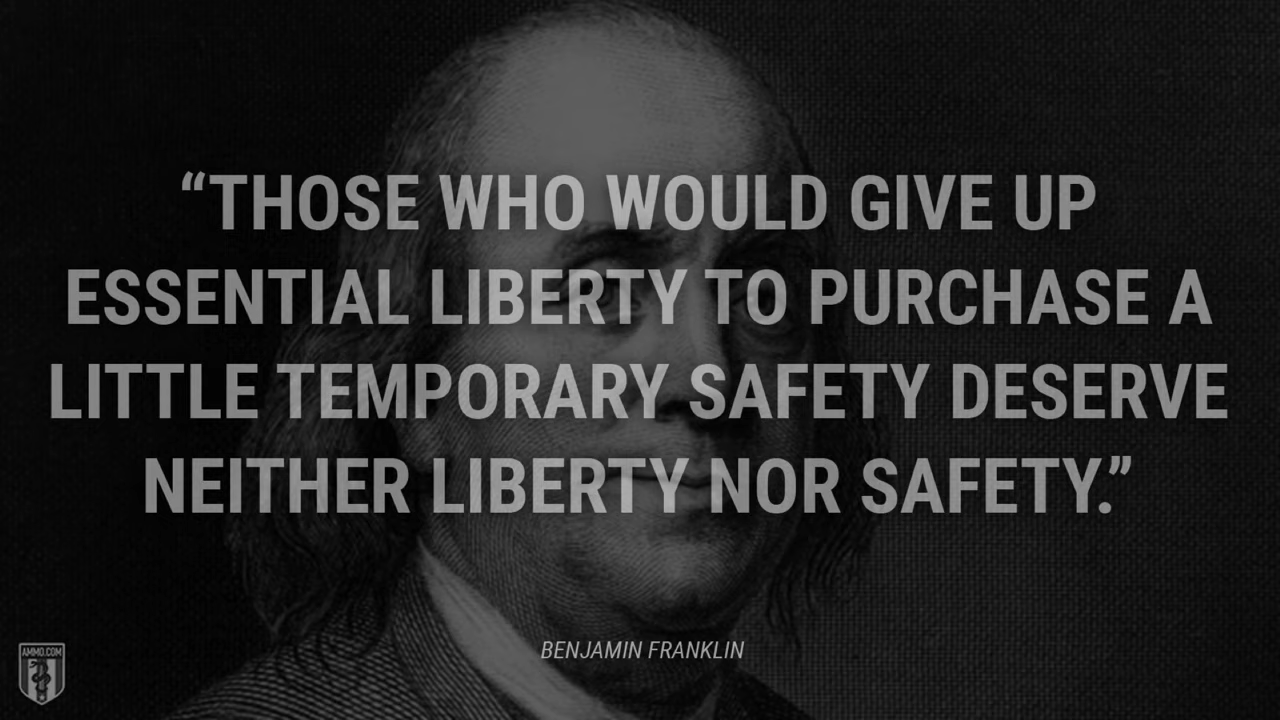 “THOSE WHO WOULD GIVE UP
ESSENTIAL LIBERTY TO PURCHASE A
LITTLE TEMPORARY SAFETY DESERVE
NEITHER LIBERTY NOR SAFETY.”
BENJAMIN FRANKLIN
AMMO.COM